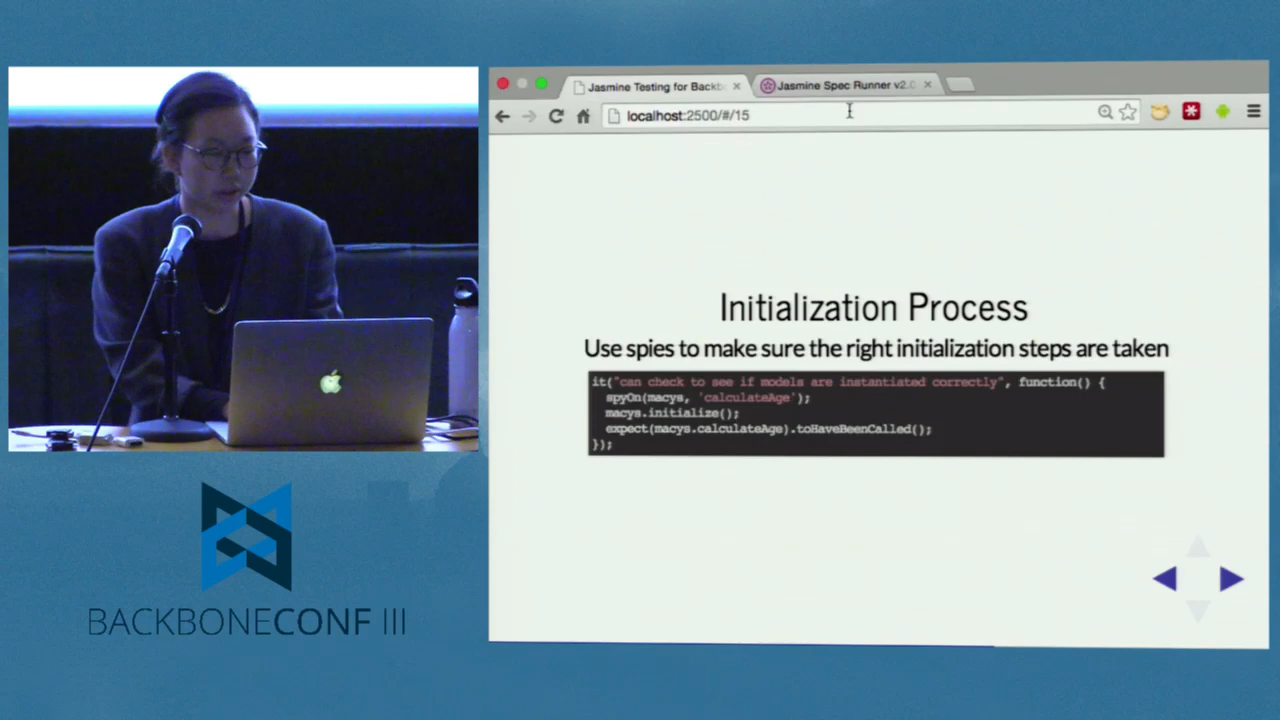 Jasmine Testing for Backb
Jasmine Spec Runner v2.0
localhost:2500/#/15
Initialization Process
Use spies to make sure the right initialization steps are taken
it("can check to see if models are instantiated correctly", function() {
spyOn(macys, 'calculateAge');
macys.initialize();
expect(macys.calculateAge).toHaveBeenCalled();
});
BACKBONECONF III